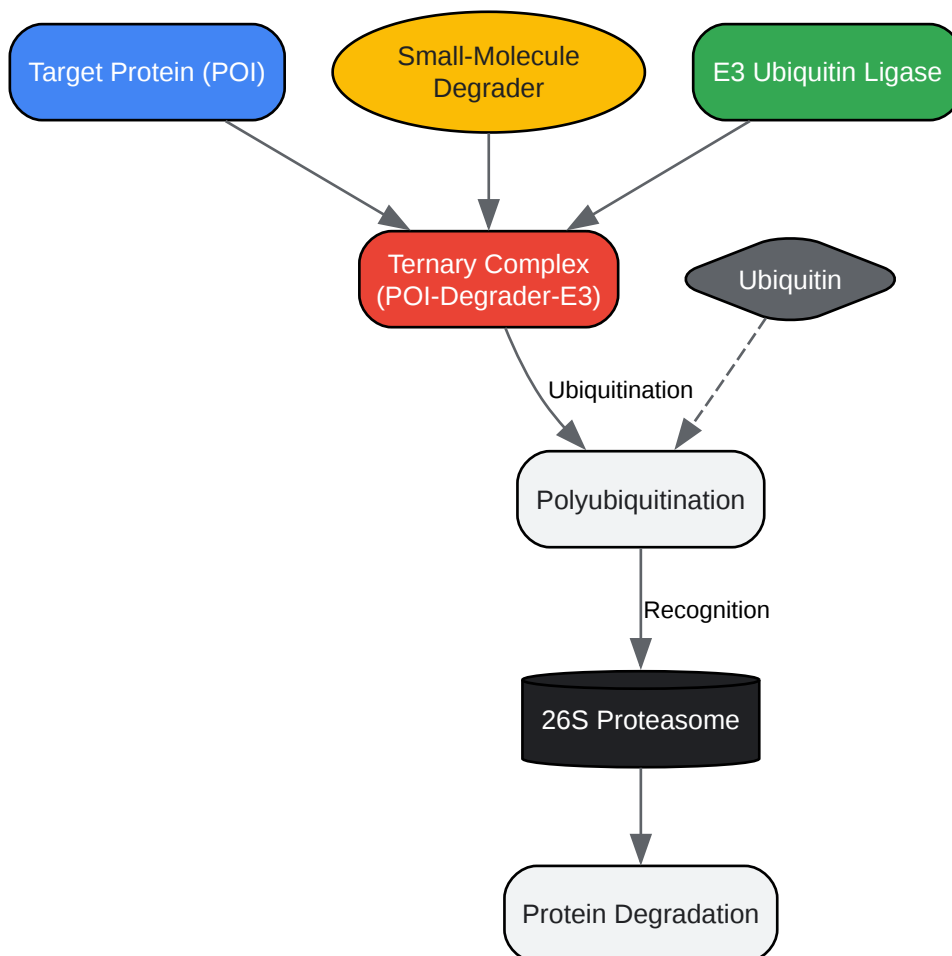 Target Protein (POI)
Small-Molecule
Degrader
E3 Ubiquitin Ligase
Ternary Complex
(POI-Degrader-E3)
Ubiquitin
Ubiquitination
Polyubiquitination
Recognition
26S Proteasome
Protein Degradation